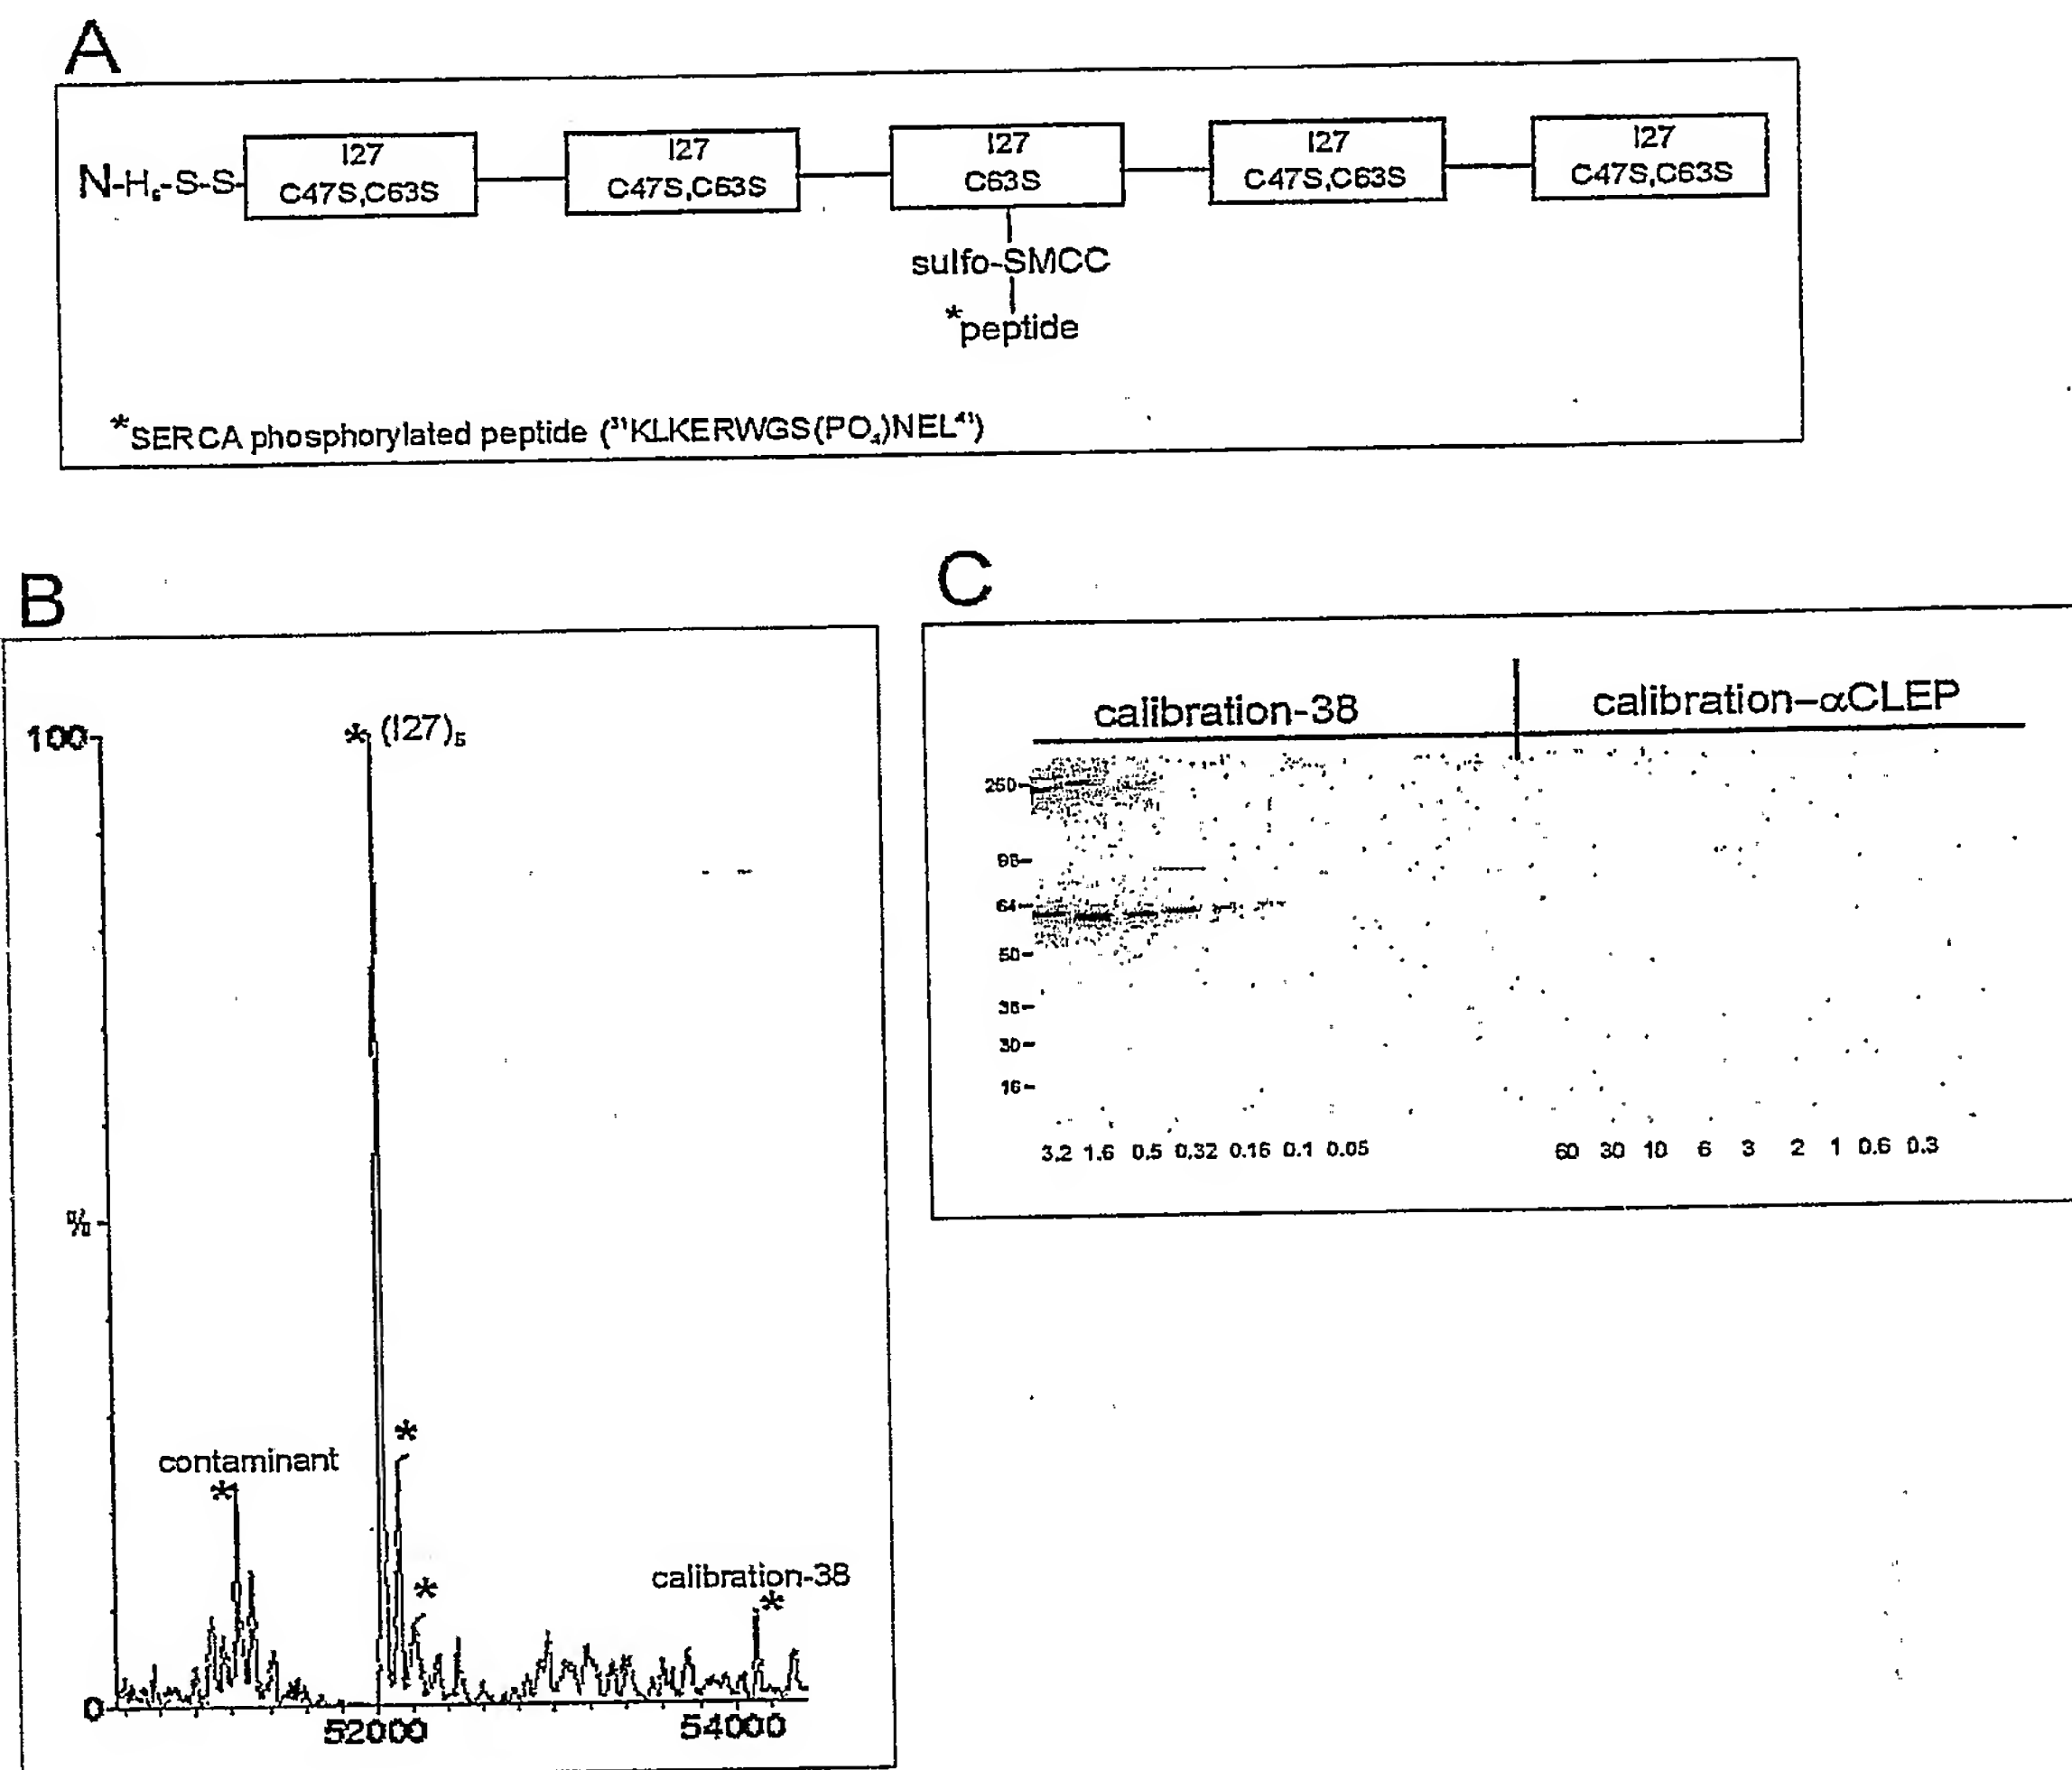 A
N-H₆-S-S-
I27
C47S,C63S
I27
C47S,C63S
I27
C63S
I27
C47S,C63S
I27
C47S,C63S
sulfo-SMCC
*peptide
*SERCA phosphorylated peptide (³¹KLKERWGS(PO₄)NEL⁴¹)
B
100
* (I27)₅
%
*
contaminant
*
*
calibration-38
*
0
52000
54000
C
calibration-38
calibration-αCLEP
250
98
64
50
36
30
16
3.2 1.6 0.5 0.32 0.16 0.1 0.05
60 30 10 6 3 2 1 0.6 0.3